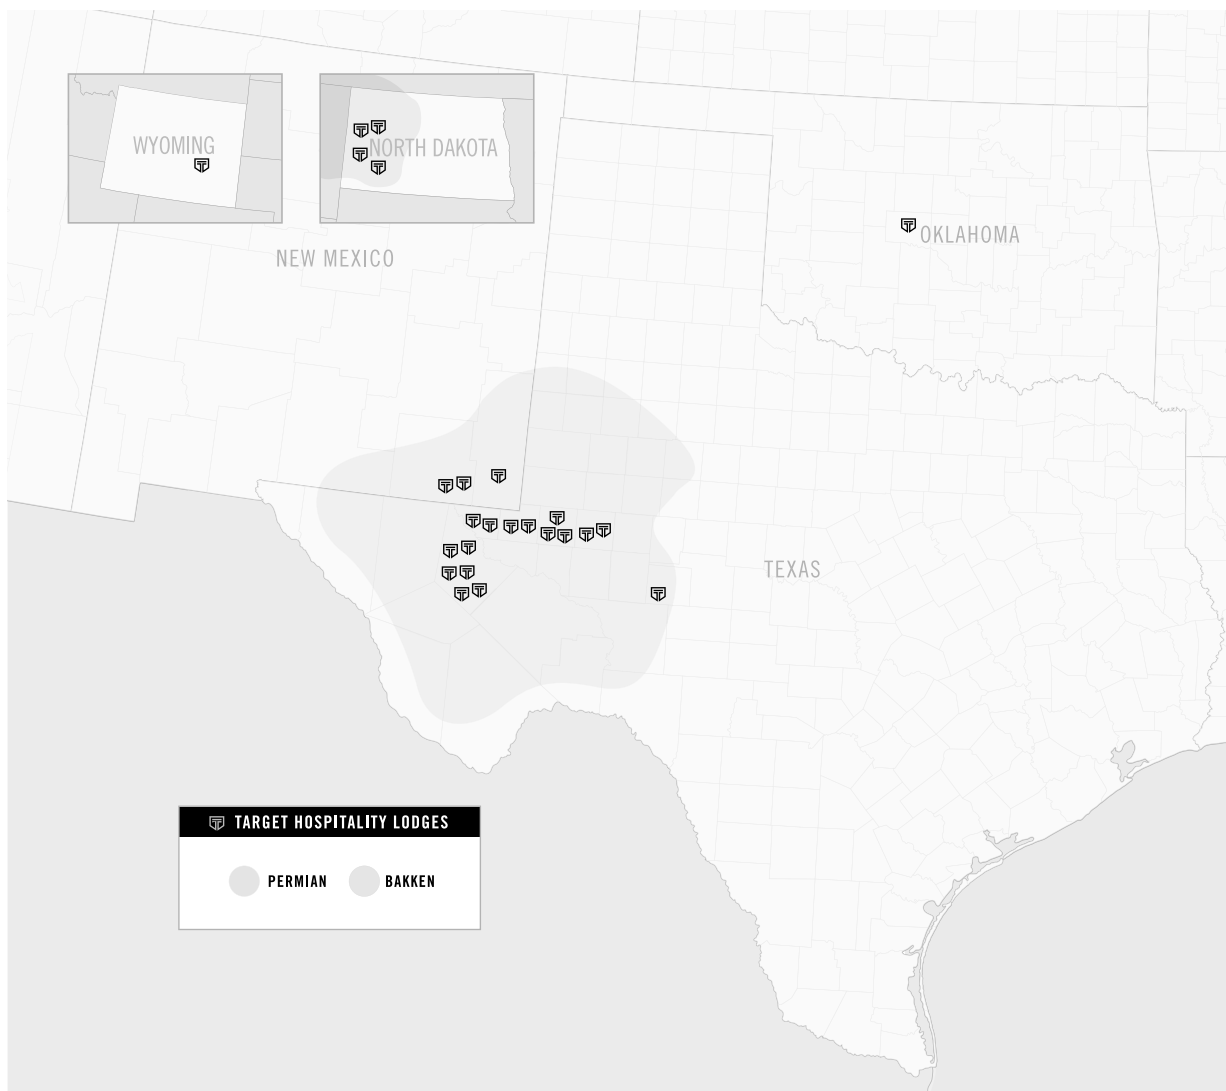 WYOMING
NORTH DAKOTA
NEW MEXICO
OKLAHOMA
TEXAS
TARGET HOSPITALITY LODGES
PERMIAN
BAKKEN